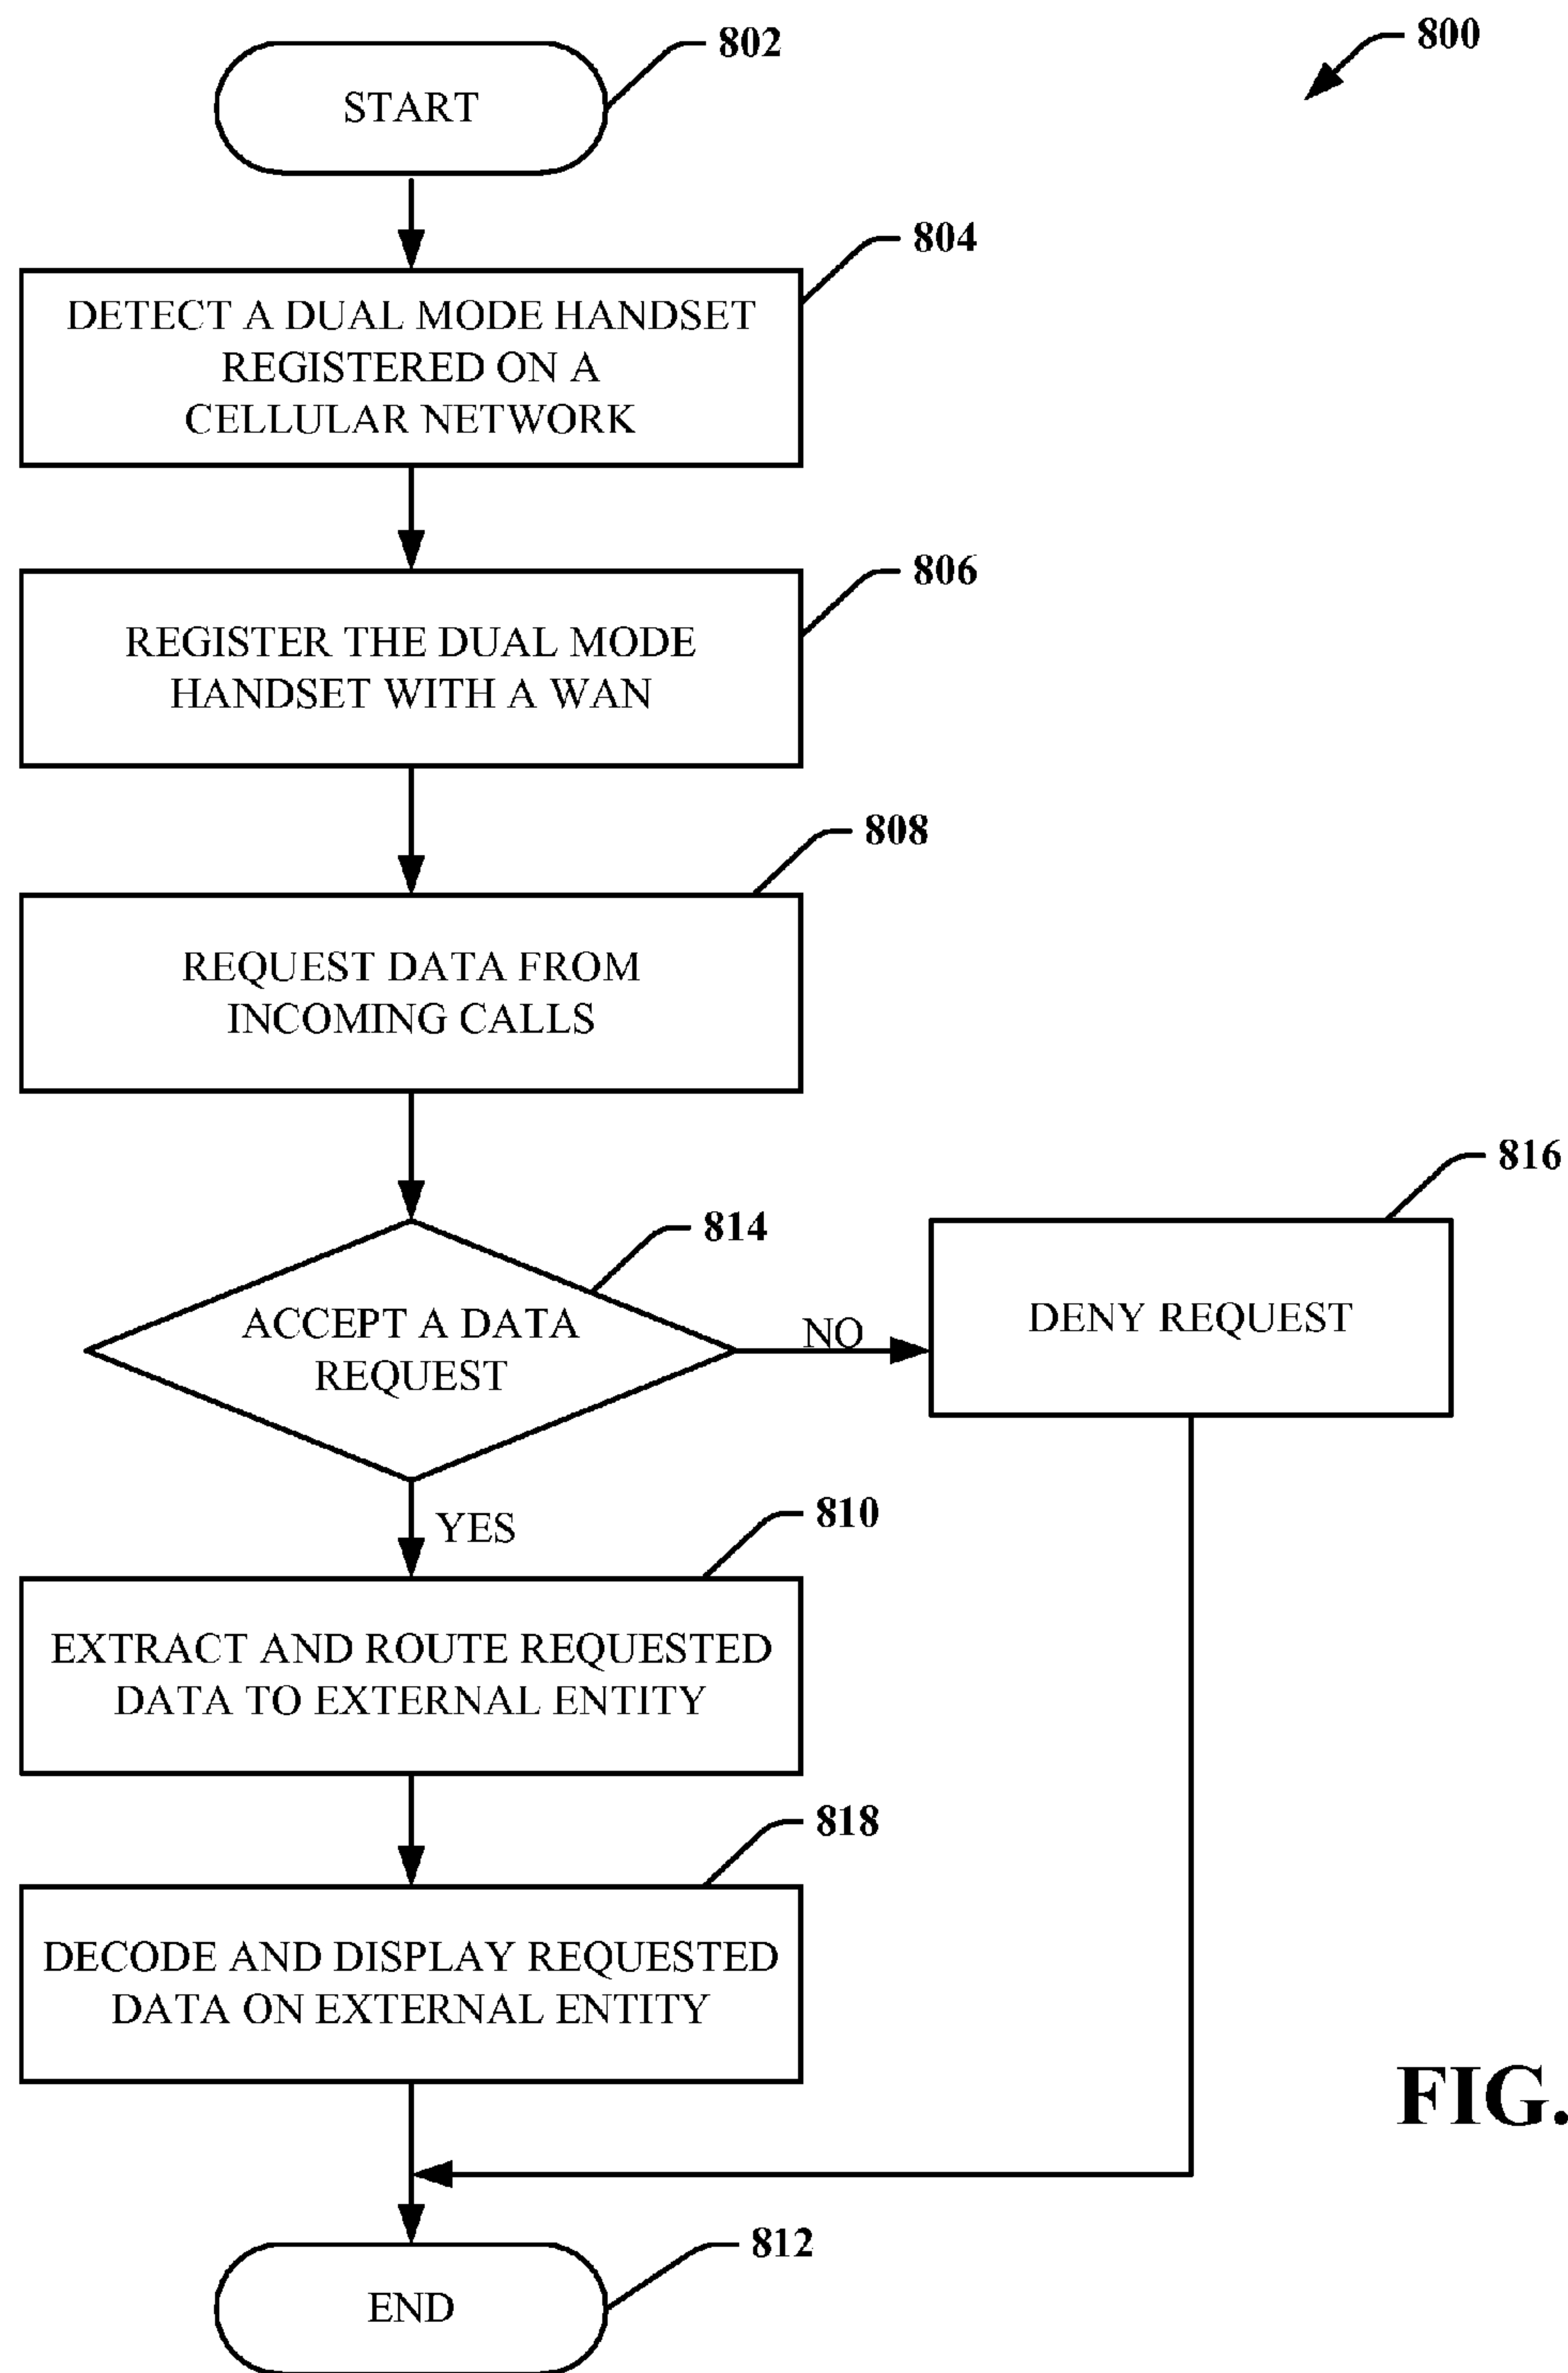 802
800
START
804
DETECT A DUAL MODE HANDSET
REGISTERED ON A
CELLULAR NETWORK
806
REGISTER THE DUAL MODE
HANDSET WITH A WAN
808
REQUEST DATA FROM
INCOMING CALLS
816
814
ACCEPT A DATA
REQUEST
NO
DENY REQUEST
YES
810
EXTRACT AND ROUTE REQUESTED
DATA TO EXTERNAL ENTITY
818
DECODE AND DISPLAY REQUESTED
DATA ON EXTERNAL ENTITY
FIG.
812
END